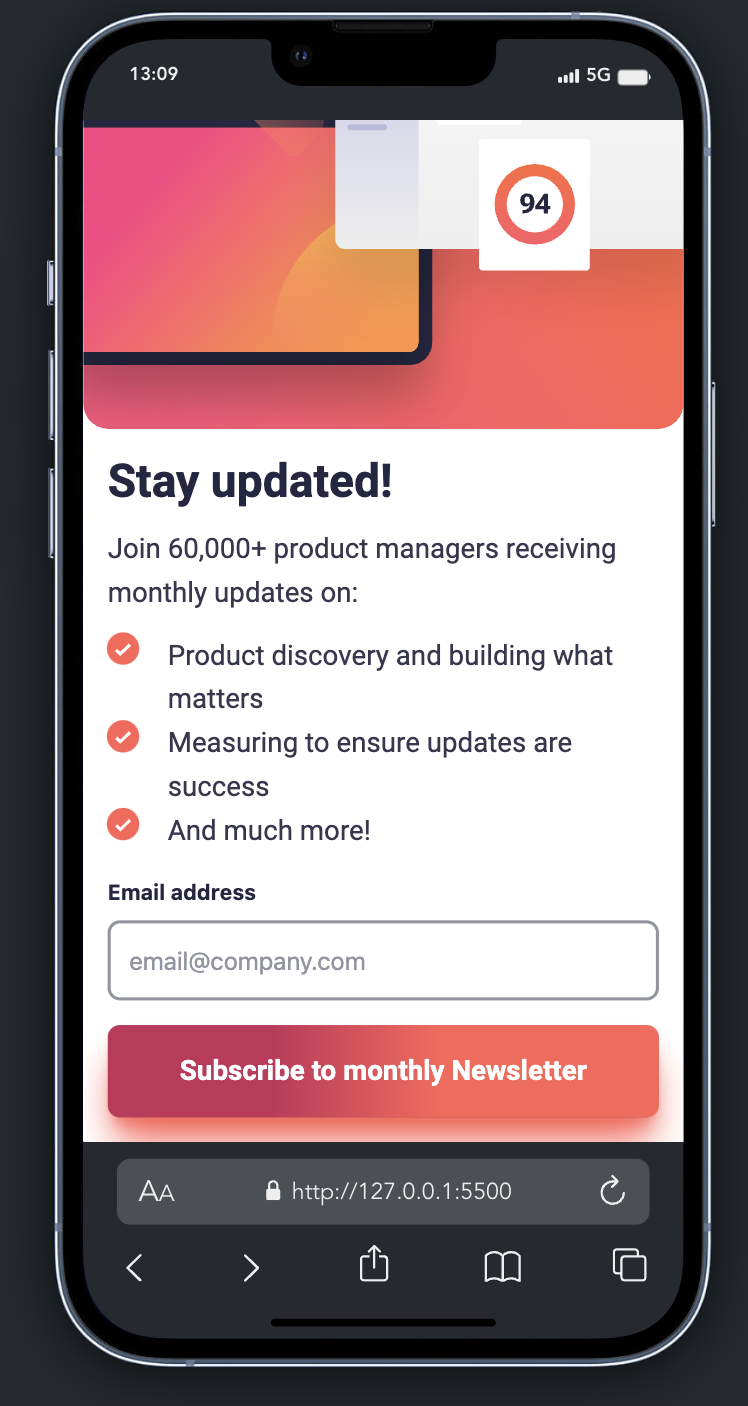 13:09
5G
94
Stay updated!
Join 60,000+ product managers receiving
monthly updates on:
Product discovery and building what
matters
Measuring to ensure updates are
success
And much more!
Email address
email@company.com
Subscribe to monthly Newsletter
AA
http://127.0.0.1:5500